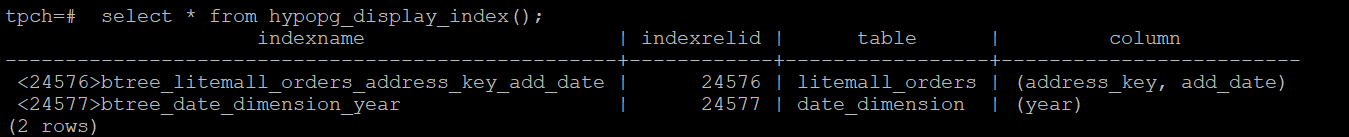 tpch=#  select * from hypopg_display_index();
                     indexname                      | indexrelid |      table      |         column
----------------------------------------------------+------------+-----------------+--------------------------
 <24576>btree_litemall_orders_address_key_add_date |      24576 | litemall_orders | (address_key, add_date)
 <24577>btree_date_dimension_year                  |      24577 | date_dimension  | (year)
(2 rows)